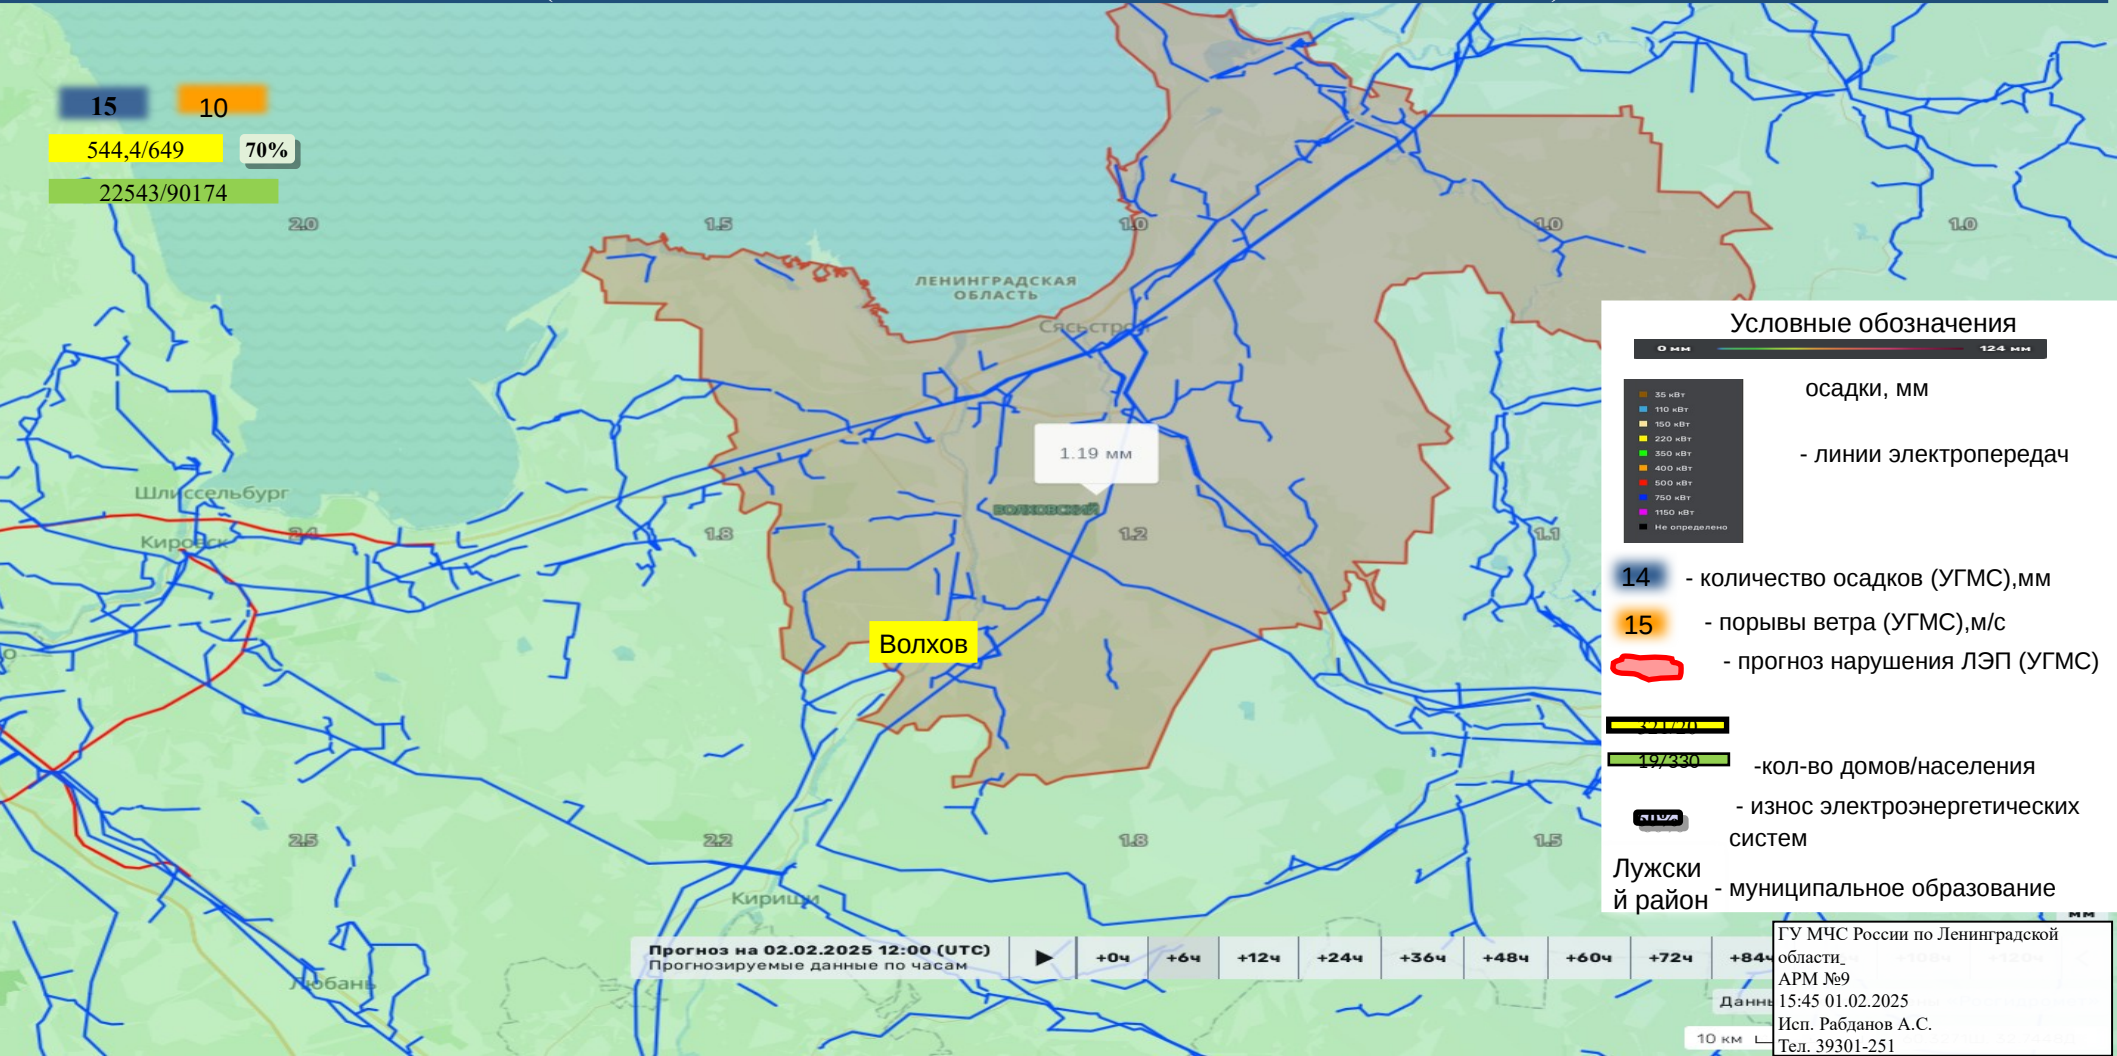 15
10
544,4/649
70%
22543/90174
2.0
1.5
1.0
1.0
1.0
ЛЕНИНГРАДСКАЯ
ОБЛАСТЬ
Сясьстрой
1.19 мм
Шлиссельбург
ВОЛХОВСКИЙ
Кировск
2.4
1.8
1.2
1.1
Волхов
2.5
2.2
1.8
1.5
Кириши
Любань
Условные обозначения
0 мм
124 мм
осадки, мм
35 кВт
110 кВт
150 кВт
220 кВт
350 кВт
400 кВт
500 кВт
750 кВт
1150 кВт
Не определено
- линии электропередач
14
- количество осадков (УГМС),мм
15
- порывы ветра (УГМС),м/с
- прогноз нарушения ЛЭП (УГМС)
321/20
19/330
-кол-во домов/населения
- износ электроэнергетических
систем
Лужски
й район
- муниципальное образование
мм
Прогноз на 02.02.2025 12:00 (UTC)
Прогнозируемые данные по часам
+0ч
+6ч
+12ч
+24ч
+36ч
+48ч
+60ч
+72ч
+84ч
Данны
10 км
ГУ МЧС России по Ленинградской
области
АРМ №9
15:45 01.02.2025
Исп. Рабданов А.С.
Тел. 39301-251